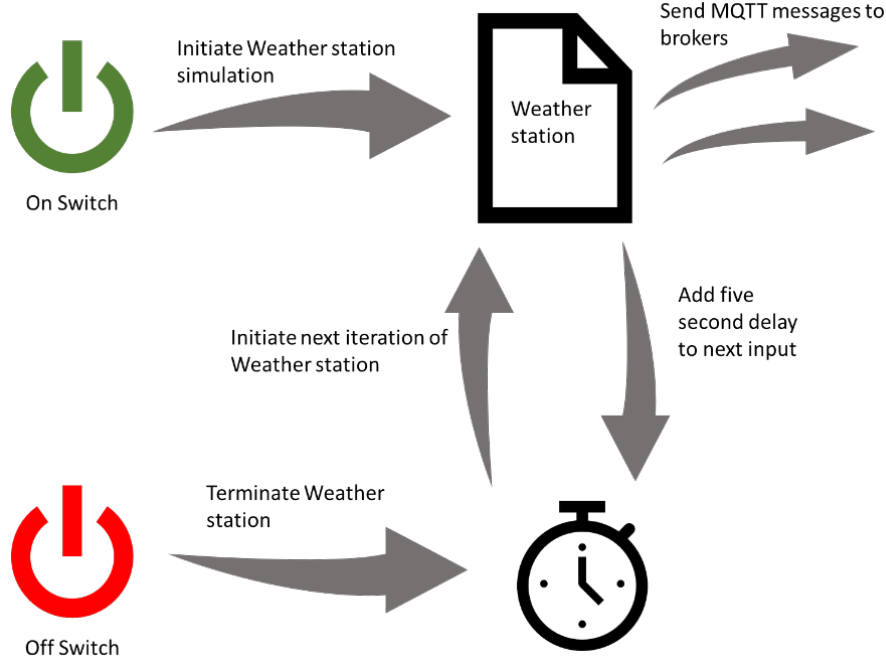 Send MQTT messages to
brokers
Initiate Weather station
simulation
Weather
station
On Switch
Add five
second delay
to next input
Initiate next iteration of
Weather station
Terminate Weather
station
Off Switch